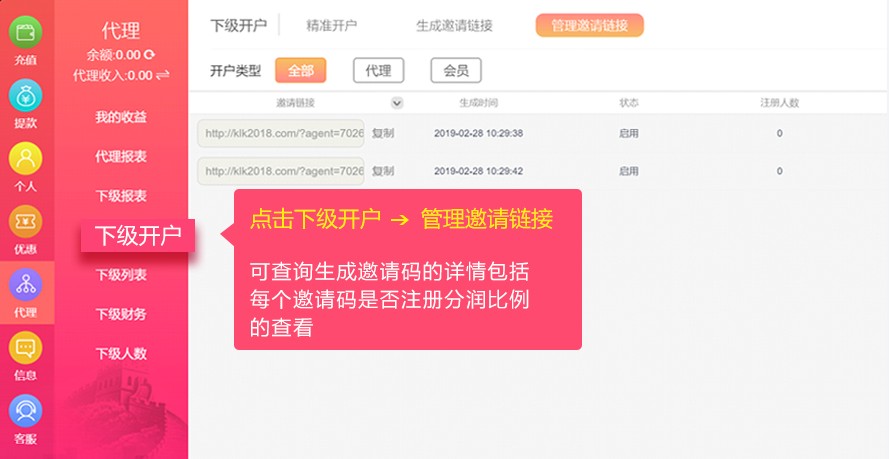 充值
提款
个人
优惠
代理
信息
客服
代理
余额:0.00
代理收入:0.00
我的收益
代理报表
下级报表
下级开户
下级列表
下级财务
下级人数
下级开户 精准开户 生成邀请链接 管理邀请链接
开户类型 全部 代理 会员
邀请链接 生成时间 状态 注册人数
http://klk2018.com/?agent=7026 复制 2019-02-28 10:29:38 启用 0
http://klk2018.com/?agent=7026 复制 2019-02-28 10:29:42 启用 0
点击下级开户 → 管理邀请链接
可查询生成邀请码的详情包括
每个邀请码是否注册分润比例
的查看